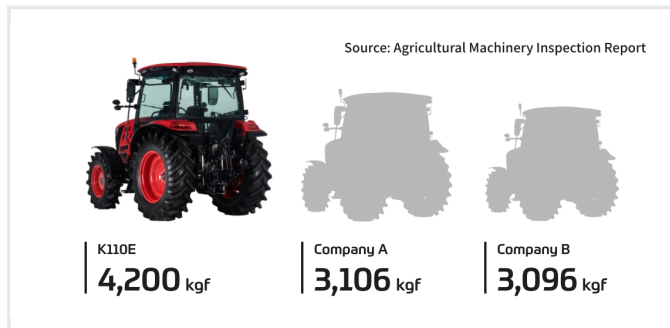 Source: Agricultural Machinery Inspection Report
K110E
4,200 kgf
Company A
3,106 kgf
Company B
3,096 kgf